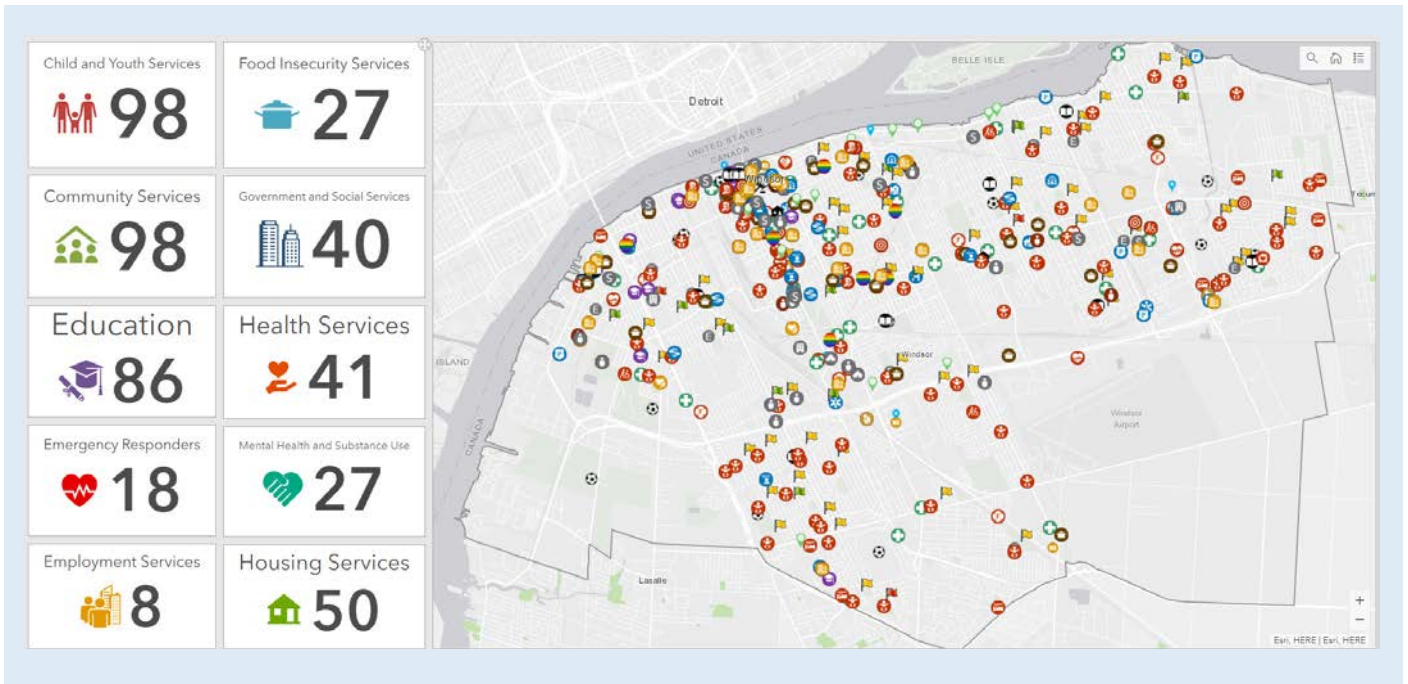 Child and Youth Services
98
Food Insecurity Services
27
Community Services
98
Government and Social Services
40
Education
86
Health Services
41
Emergency Responders
18
Mental Health and Substance Use
27
Employment Services
8
Housing Services
50
BELLE ISLE
Detroit
UNITED STATES
CANADA
Windsor
ISLAND
CANADA
Windsor
Windsor
Airport
Lasalle
Esri, HERE | Esri, HERE